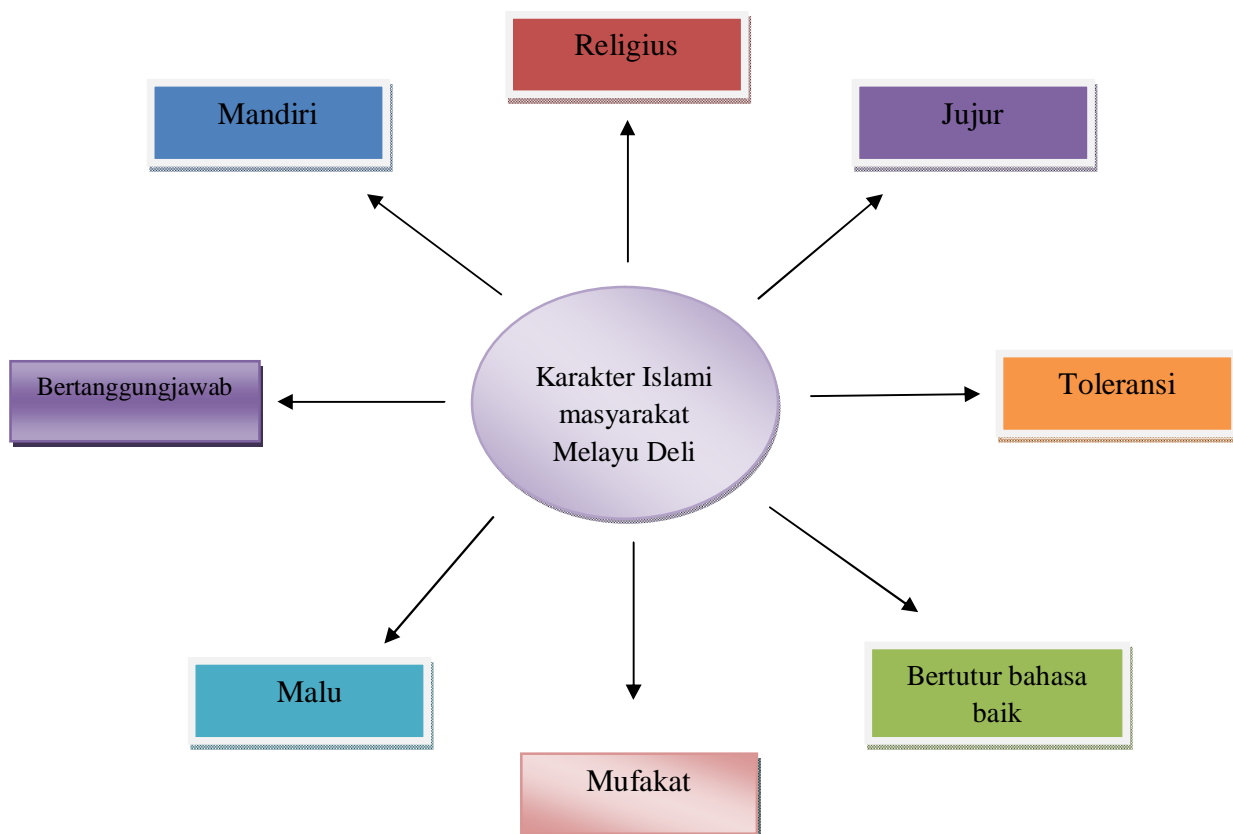 Religius
Mandiri
Jujur
Bertanggungjawab
Karakter Islami
masyarakat
Melayu Deli
Toleransi
Malu
Bertutur bahasa
baik
Mufakat